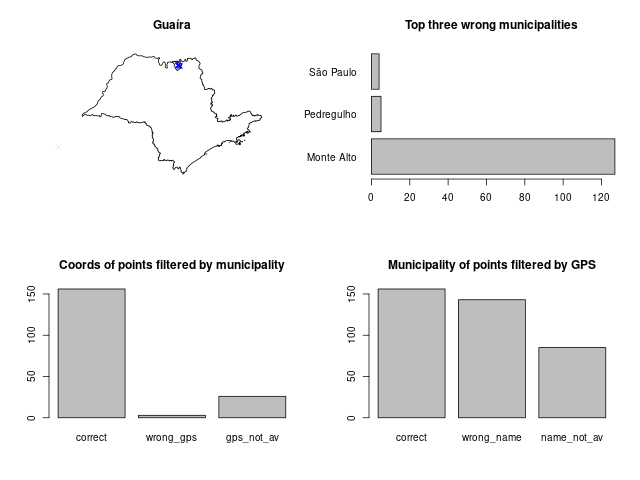 Guaíra
Top three wrong municipalities
São Paulo
Pedregulho
Monte Alto
0 20 40 60 80 100 120
Coords of points filtered by municipality
150
100
50
0
correct wrong_gps gps_not_av
Municipality of points filtered by GPS
150
100
50
0
correct wrong_name name_not_av